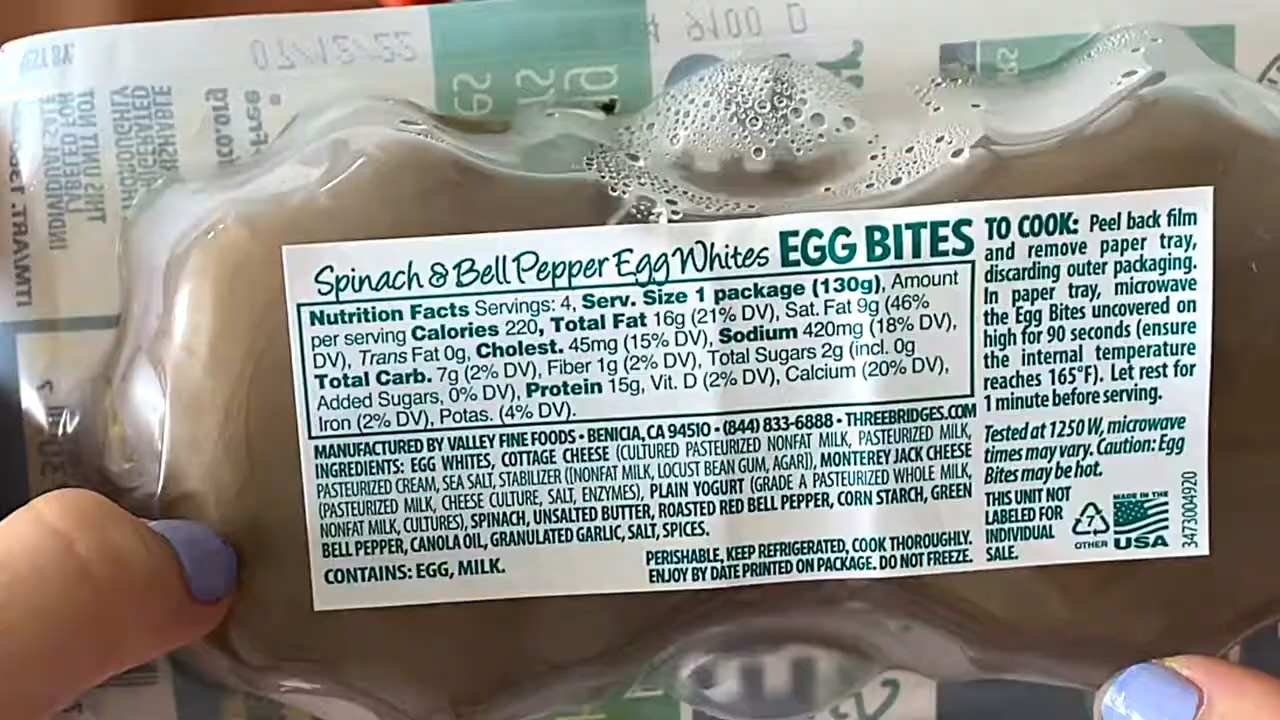 07/12/22
9100 D
Spinach & Bell Pepper Egg Whites EGG BITES
Nutrition Facts Servings: 4, Serv. Size 1 package (130g), Amount
per serving Calories 220, Total Fat 16g (21% DV), Sat. Fat 9g (46%
DV), Trans Fat 0g, Cholest. 45mg (15% DV), Sodium 420mg (18% DV),
Total Carb. 7g (2% DV), Fiber 1g (2% DV), Total Sugars 2g (incl. 0g
Added Sugars, 0% DV), Protein 15g, Vit. D (2% DV), Calcium (20% DV),
Iron (2% DV), Potas. (4% DV).
MANUFACTURED BY VALLEY FINE FOODS • BENICIA, CA 94510 • (844) 833-6888 • THREEBRIDGES.COM
INGREDIENTS: EGG WHITES, COTTAGE CHEESE (CULTURED PASTEURIZED NONFAT MILK, PASTEURIZED MILK,
PASTEURIZED CREAM, SEA SALT, STABILIZER ((NONFAT MILK, LOCUST BEAN GUM, AGAR)), MONTEREY JACK CHEESE
(PASTEURIZED MILK, CHEESE CULTURE, SALT, ENZYMES), PLAIN YOGURT (GRADE A PASTEURIZED WHOLE MILK,
NONFAT MILK, CULTURES), SPINACH, UNSALTED BUTTER, ROASTED RED BELL PEPPER, CORN STARCH, GREEN
BELL PEPPER, CANOLA OIL, GRANULATED GARLIC, SALT, SPICES.
CONTAINS: EGG, MILK.
PERISHABLE, KEEP REFRIGERATED, COOK THOROUGHLY.
ENJOY BY DATE PRINTED ON PACKAGE. DO NOT FREEZE.
TO COOK: Peel back film
and remove paper tray,
discarding outer packaging.
In paper tray, microwave
the Egg Bites uncovered on
high for 90 seconds (ensure
the internal temperature
reaches 165°F). Let rest for
1 minute before serving.
Tested at 1250 W, microwave
times may vary. Caution: Egg
Bites may be hot.
THIS UNIT NOT
LABELED FOR
INDIVIDUAL
SALE.
7
OTHER
MADE IN THE
USA
3473004920
THIS UNIT NOT
LABELED FOR
INDIVIDUAL